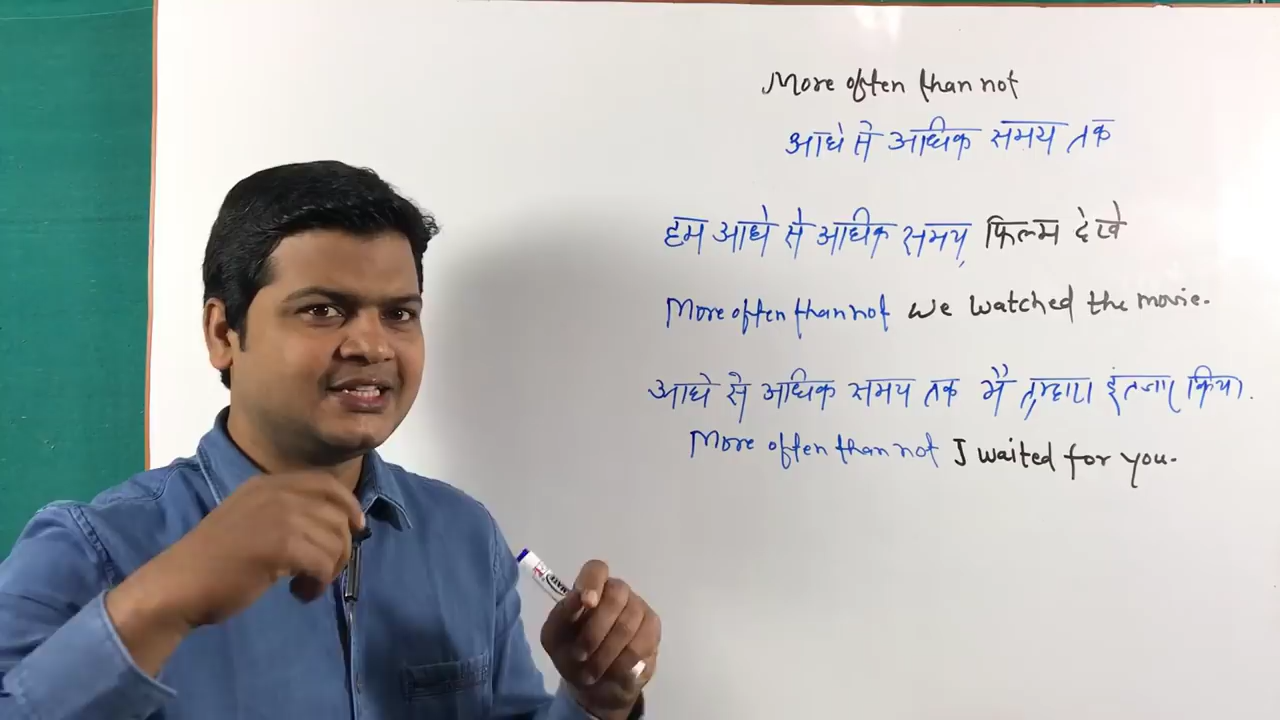 More often than not
आधे से अधिक समय तक
हम आधे से अधिक समय, फिल्म देखे
More often than not we watched the movie.
आधे से अधिक समय तक मैं तुम्हारा इंतजार किया.
More often than not I waited for you.